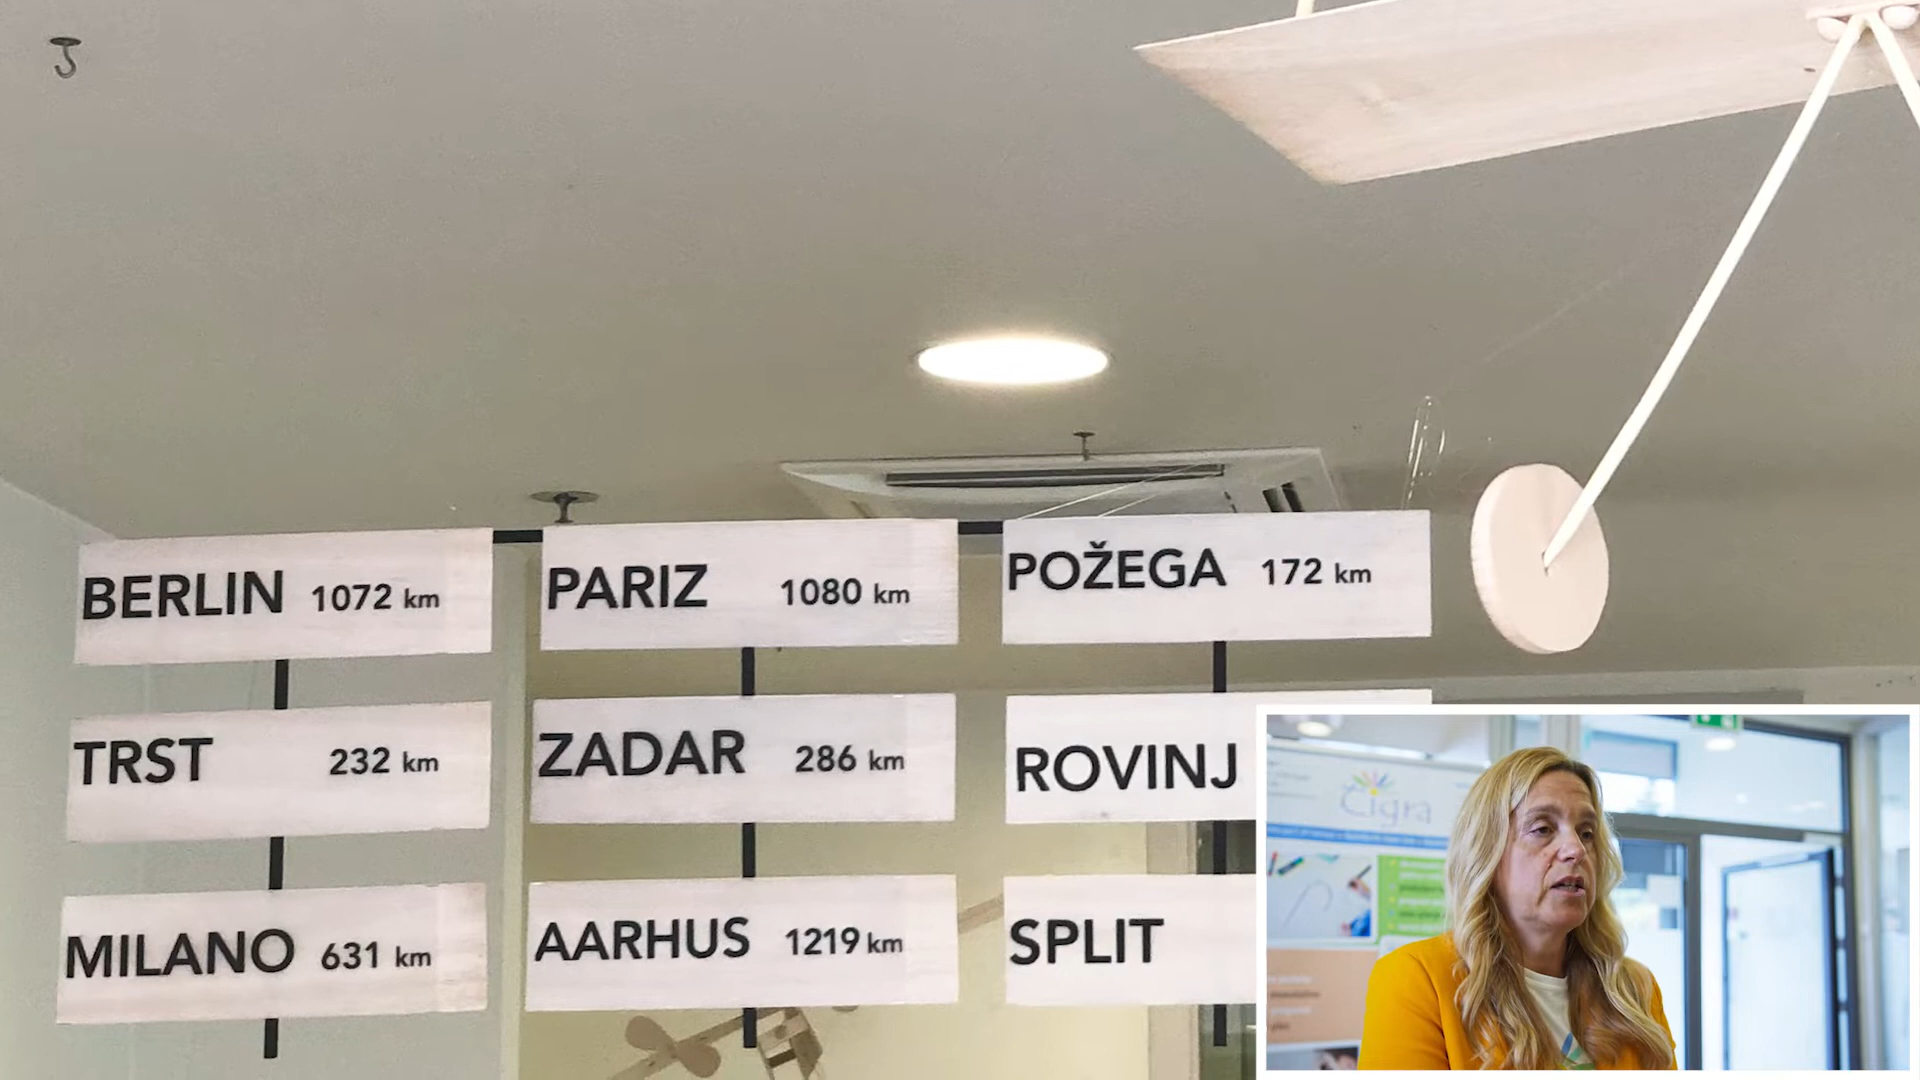 BERLIN 1072 km
PARIZ 1080 km
POŽEGA 172 km
TRST 232 km
ZADAR 286 km
ROVINJ
MILANO 631 km
AARHUS 1219 km
SPLIT
Čigra